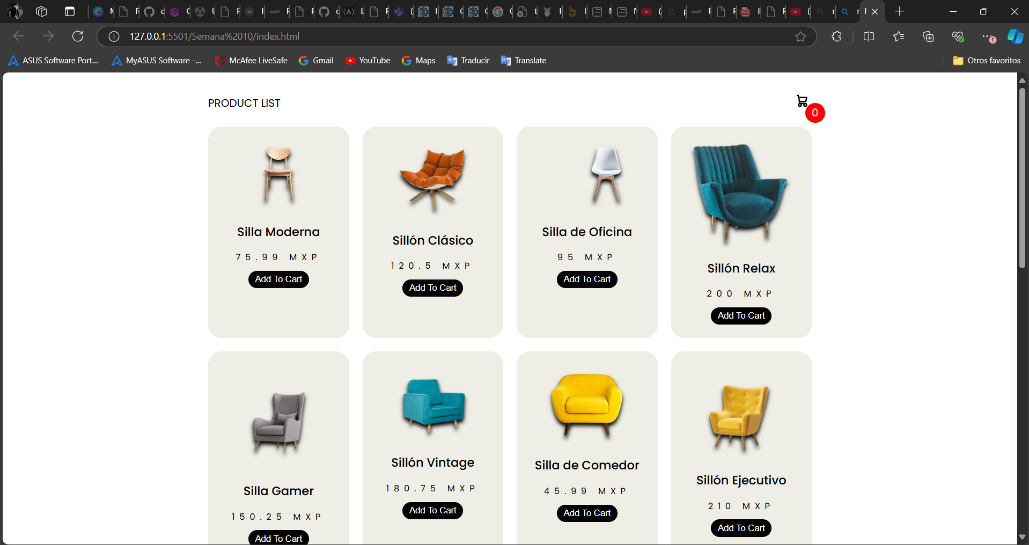 127.0.0.1:5501/Semana%2010/index.html
ASUS Software Port... MyASUS Software -... McAfee LiveSafe Gmail YouTube Maps Traducir Translate Otros favoritos
PRODUCT LIST 0
Silla Moderna
75.99 MXP
Add To Cart
Sillón Clásico
120.5 MXP
Add To Cart
Silla de Oficina
95 MXP
Add To Cart
Sillón Relax
200 MXP
Add To Cart
Silla Gamer
150.25 MXP
Add To Cart
Sillón Vintage
180.75 MXP
Add To Cart
Silla de Comedor
45.99 MXP
Add To Cart
Sillón Ejecutivo
210 MXP
Add To Cart